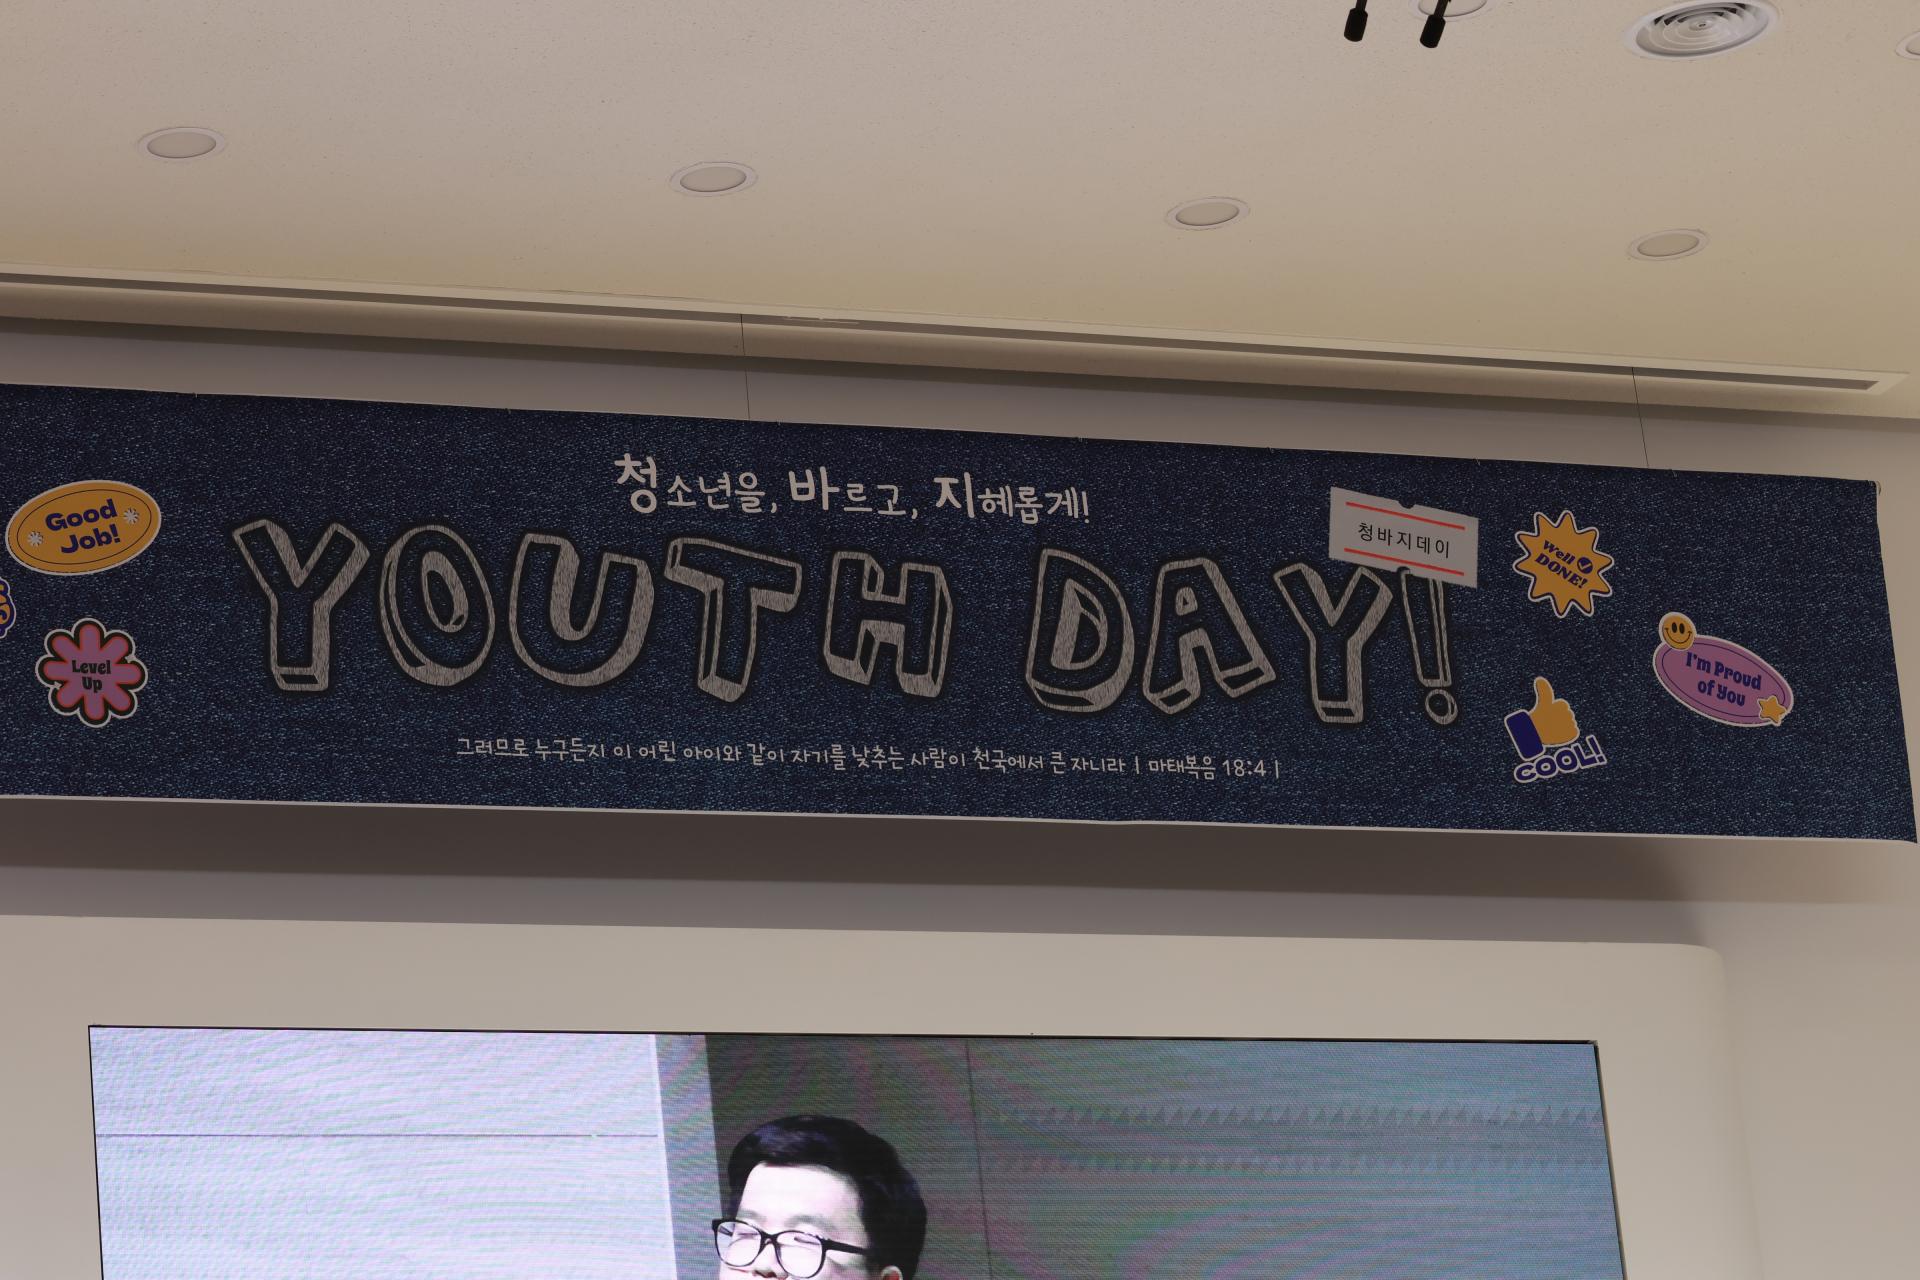 청소년을, 바르고, 지혜롭게!
YOUTH DAY!
청바지데이
그러므로 누구든지 이 어린 아이와 같이 자기를 낮추는 사람이 천국에서 큰 자니라 | 마태복음 18:4 |
Good
Job!
Level
Up
Well
DONE!
I'm Proud
of You
COOL!